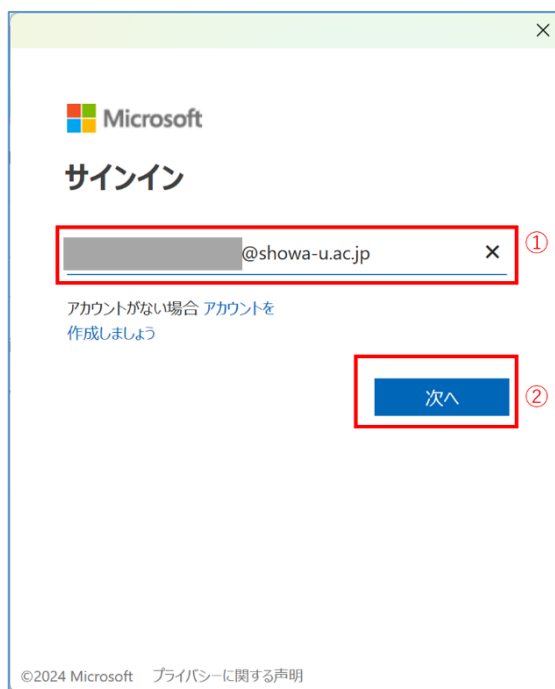 Microsoft
サインイン
@showa-u.ac.jp
①
アカウントがない場合 アカウントを
作成しましょう
次へ
②
©2024 Microsoft プライバシーに関する声明